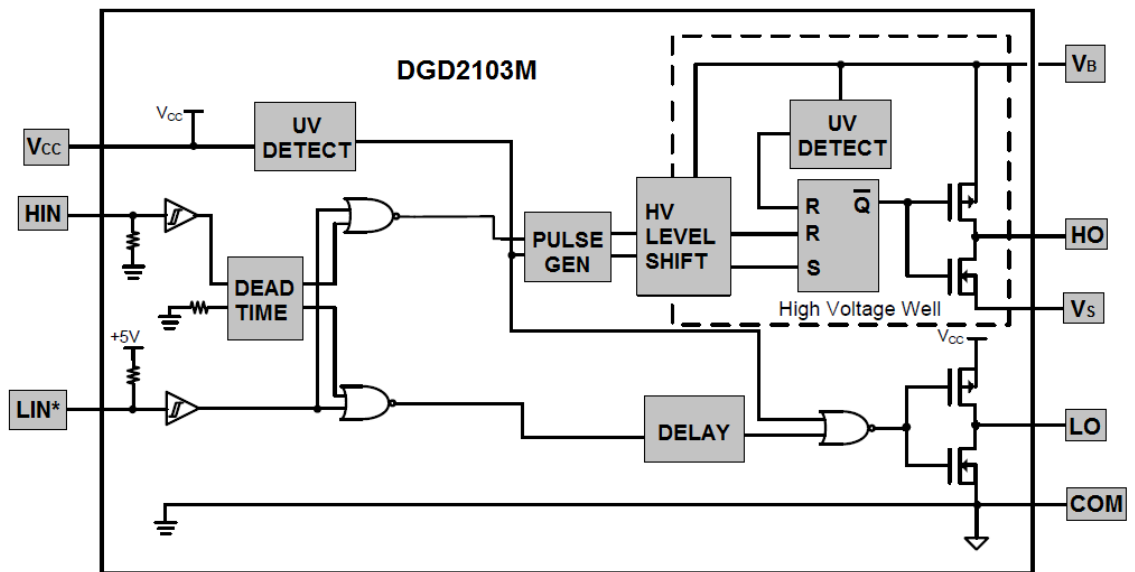 DGD2103M
VB
VCC
UV
DETECT
UV
DETECT
VCC
HIN
HV
LEVEL
SHIFT
R
Q̅
R
S
PULSE
GEN
HO
DEAD
TIME
High Voltage Well
VS
+5V
VCC
LIN*
DELAY
LO
COM